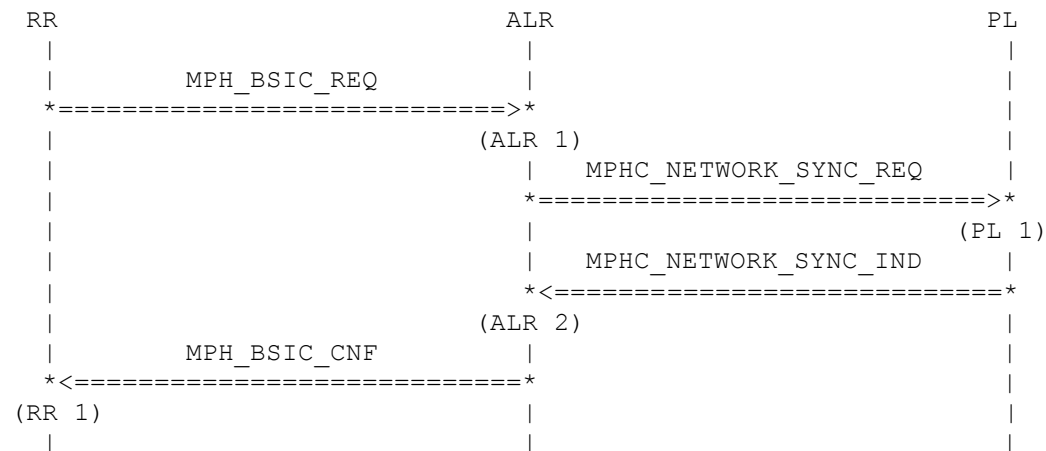 RR ALR PL
| | |
| MPH_BSIC_REQ | |
*============================>* |
| (ALR 1) |
| | MPHC_NETWORK_SYNC_REQ |
| *============================>*
| | (PL 1)
| | MPHC_NETWORK_SYNC_IND |
| *<============================*
| (ALR 2) |
| MPH_BSIC_CNF | |
*<============================* |
(RR 1) | |
| | |